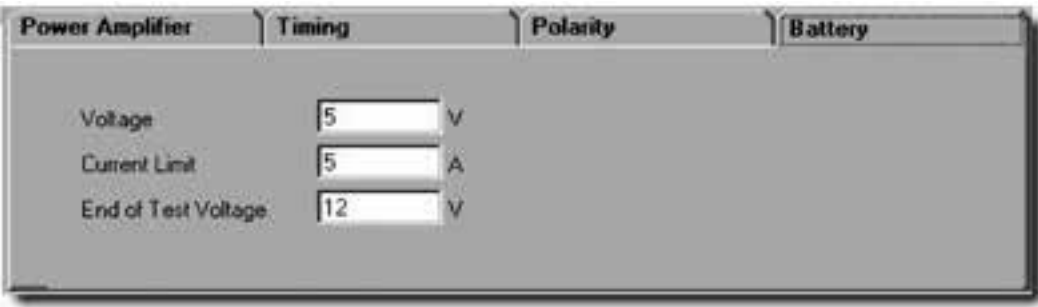 Power Amplifier Timing Polarity Battery
Voltage 5 V
Current Limit 5 A
End of Test Voltage 12 V